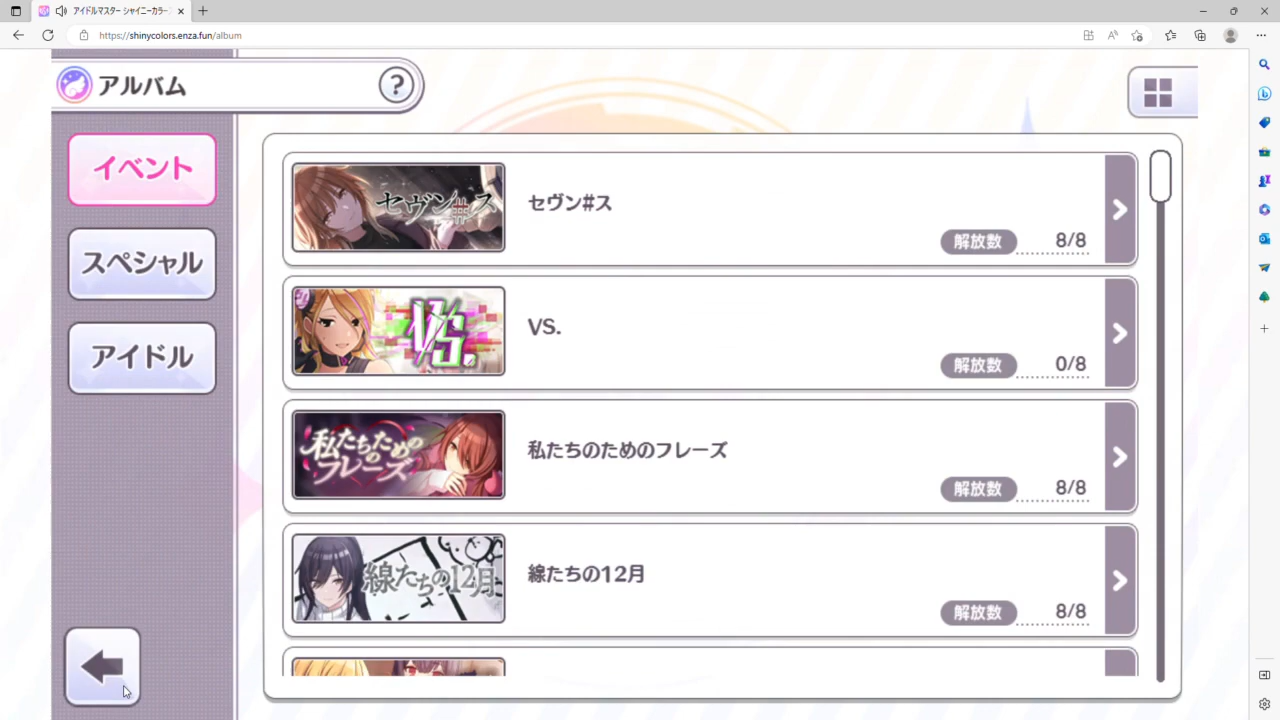 アイドルマスター シャイニーカラー
https://shinycolors.enza.fun/album
アルバム
?
イベント
スペシャル
アイドル
セヴン#ス
セヴン#ス
解放数 8/8
VS.
VS.
解放数 0/8
私たちのための
フレーズ
私たちのためのフレーズ
解放数 8/8
線たちの12月
線たちの12月
解放数 8/8